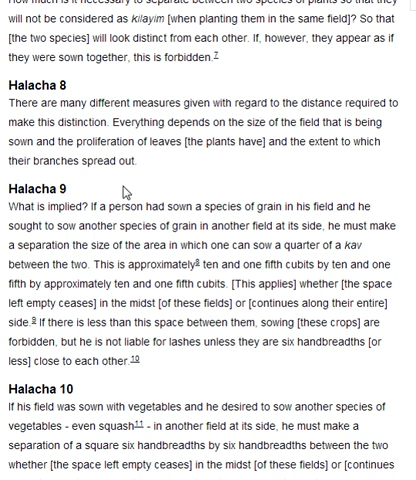 How much is it necessary to separate between two species of plants so that they
will not be considered as kilayim [when planting them in the same field]? So that
[the two species] will look distinct from each other. If, however, they appear as if
they were sown together, this is forbidden.7
Halacha 8
There are many different measures given with regard to the distance required to
make this distinction. Everything depends on the size of the field that is being
sown and the proliferation of leaves [the plants have] and the extent to which
their branches spread out.
Halacha 9
What is implied? If a person had sown a species of grain in his field and he
sought to sow another species of grain in another field at its side, he must make
a separation the size of the area in which one can sow a quarter of a kav
between the two. This is approximately8 ten and one fifth cubits by ten and one
fifth by approximately ten and one fifth cubits. [This applies] whether [the space
left empty ceases] in the midst [of these fields] or [continues along their entire]
side.9 If there is less than this space between them, sowing [these crops] are
forbidden, but he is not liable for lashes unless they are six handbreadths [or
less] close to each other.10
Halacha 10
If his field was sown with vegetables and he desired to sow another species of
vegetables - even squash11 - in another field at its side, he must make a
separation of a square six handbreadths by six handbreadths between the two
whether [the space left empty ceases] in the midst [of these fields] or [continues